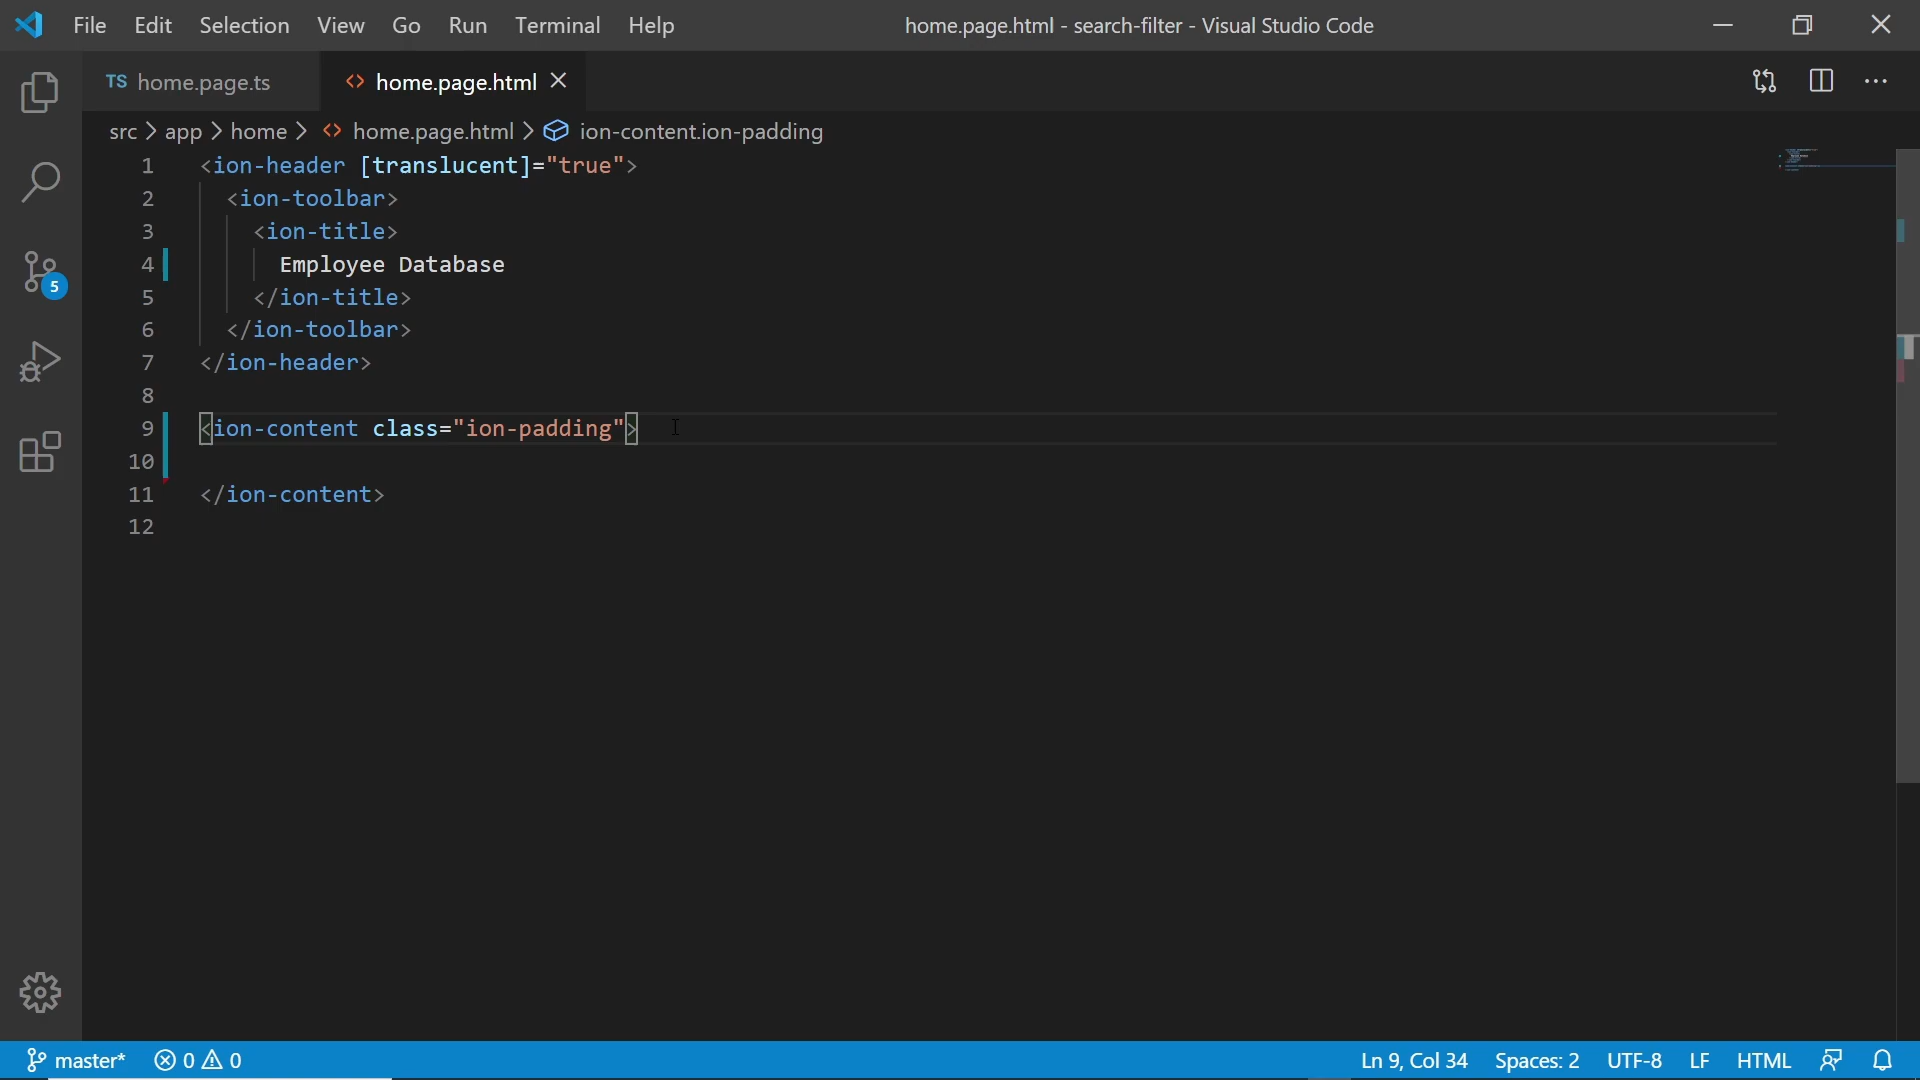 File Edit Selection View Go Run Terminal Help home.page.html - search-filter - Visual Studio Code
TS home.page.ts <> home.page.html
src > app > home > <> home.page.html > ion-content.ion-padding
1 <ion-header [translucent]="true">
2 <ion-toolbar>
3 <ion-title>
4 Employee Database
5 </ion-title>
6 </ion-toolbar>
7 </ion-header>
8
9 <ion-content class="ion-padding">
10
11 </ion-content>
12
5
master* 0 0 Ln 9, Col 34 Spaces: 2 UTF-8 LF HTML